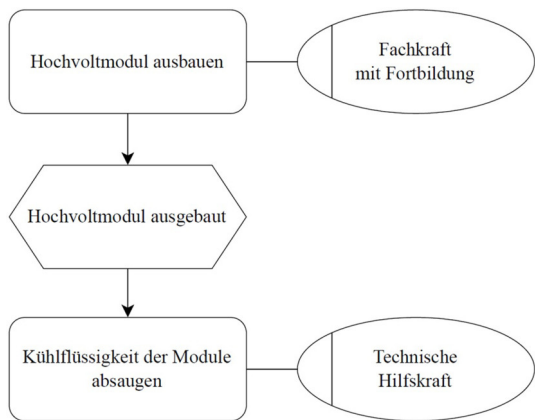 Hochvoltmodul ausbauen
Fachkraft
mit Fortbildung
Hochvoltmodul ausgebaut
Kühlflüssigkeit der Module
absaugen
Technische
Hilfskraft